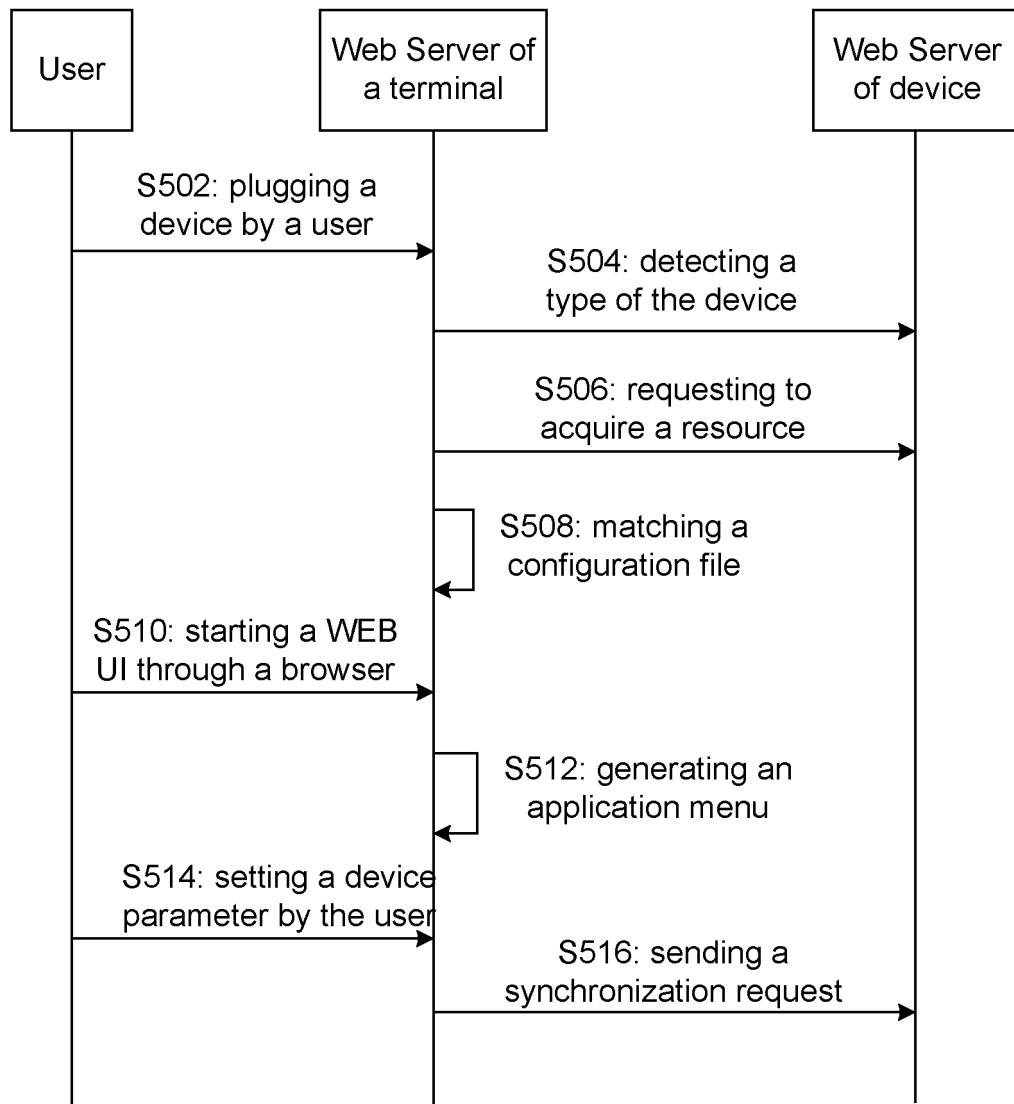 User
Web Server of
a terminal
Web Server
of device
S502: plugging a
device by a user
S504: detecting a
type of the device
S506: requesting to
acquire a resource
S508: matching a
configuration file
S510: starting a WEB
UI through a browser
S512: generating an
application menu
S514: setting a device
parameter by the user
S516: sending a
synchronization request